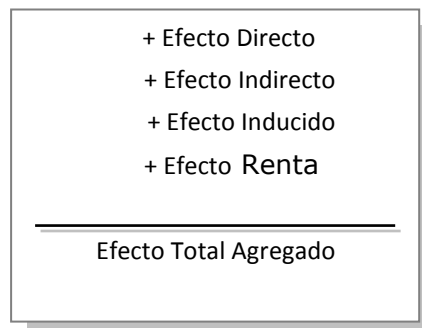 + Efecto Directo
+ Efecto Indirecto
+ Efecto Inducido
+ Efecto Renta
Efecto Total Agregado